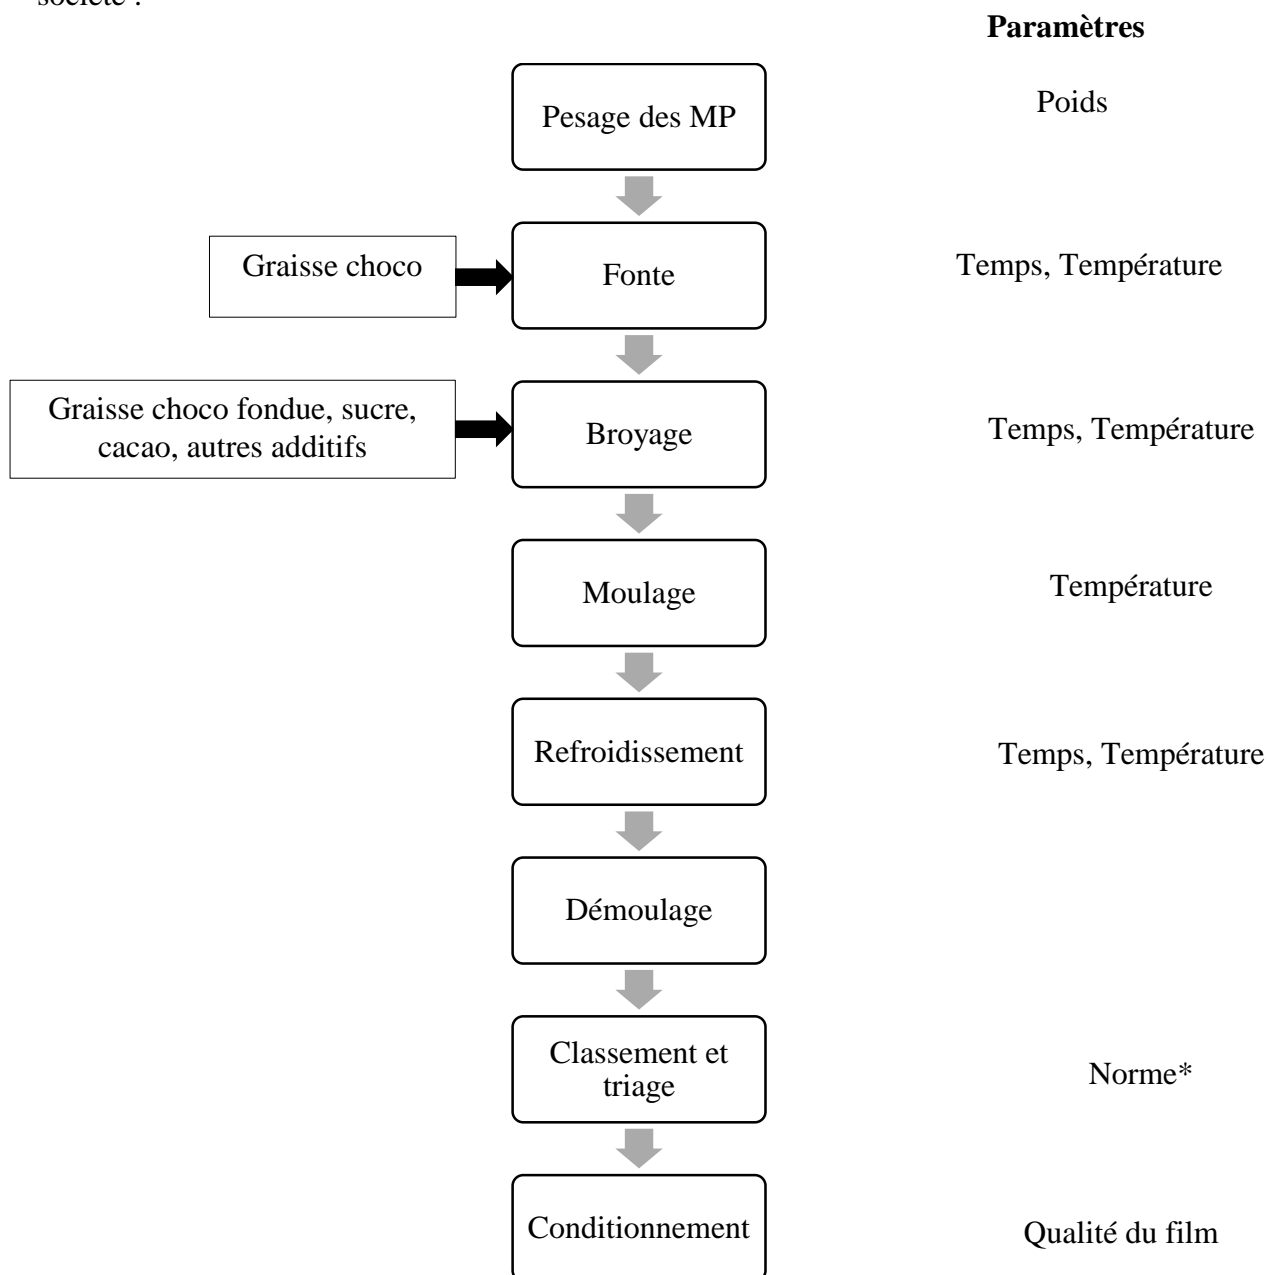 société :
Paramètres
Pesage des MP
Poids
Graisse choco
Fonte
Temps, Température
Graisse choco fondue, sucre,
cacao, autres additifs
Broyage
Temps, Température
Moulage
Température
Refroidissement
Temps, Température
Démoulage
Classement et
triage
Norme*
Conditionnement
Qualité du film